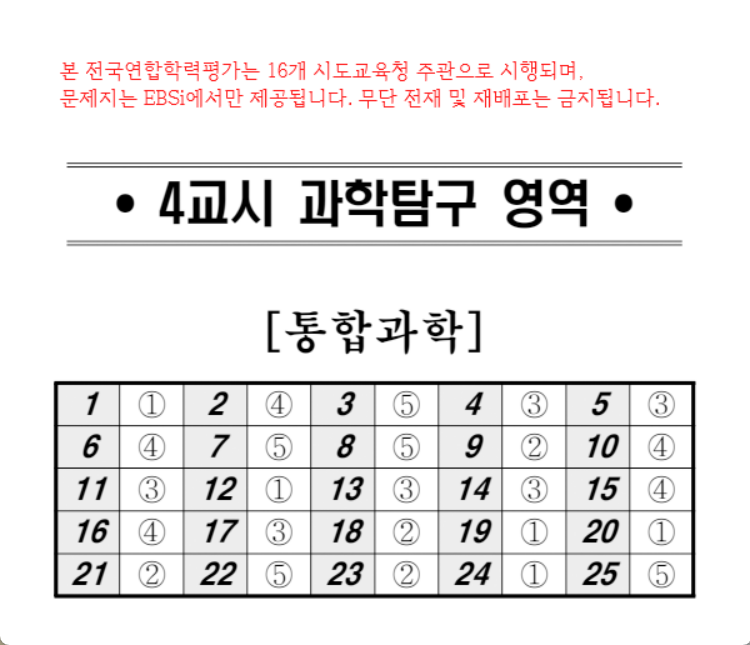 본 전국연합학력평가는 16개 시도교육청 주관으로 시행되며,
문제지는 EBSi에서만 제공됩니다. 무단 전재 및 재배포는 금지됩니다.
• 4교시 과학탐구 영역 •
[통합과학]
1 ① 2 ④ 3 ⑤ 4 ③ 5 ③
6 ④ 7 ⑤ 8 ⑤ 9 ② 10 ④
11 ③ 12 ① 13 ③ 14 ③ 15 ④
16 ④ 17 ③ 18 ② 19 ① 20 ①
21 ② 22 ⑤ 23 ② 24 ① 25 ⑤